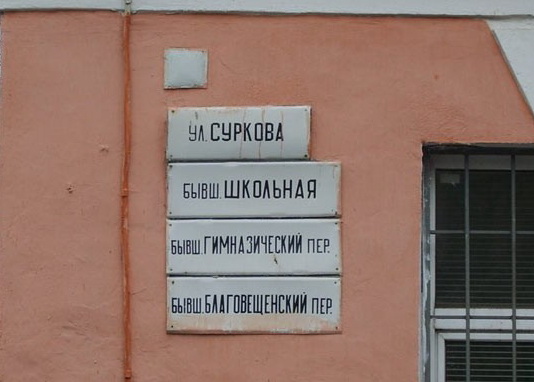 УЛ. СУРКОВА
БЫВШ. ШКОЛЬНАЯ
БЫВШ. ГИМНАЗИЧЕСКИЙ ПЕР.
БЫВШ. БЛАГОВЕЩЕНСКИЙ ПЕР.